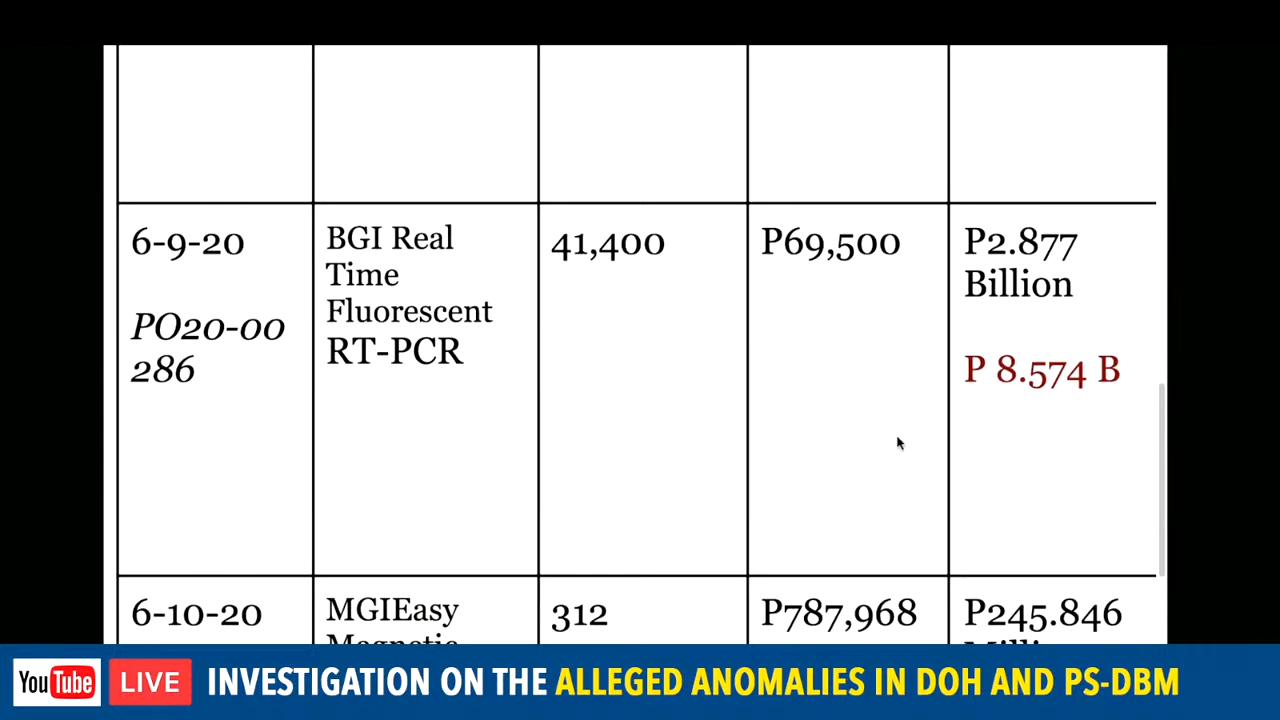 6-9-20
PO20-00
286
BGI Real
Time
Fluorescent
RT-PCR
41,400
P69,500
P2.877
Billion
P 8.574 B
6-10-20
MGIEasy
Magnetic
312
P787,968
P245.846
YouTube
LIVE
INVESTIGATION ON THE ALLEGED ANOMALIES IN DOH AND PS-DBM